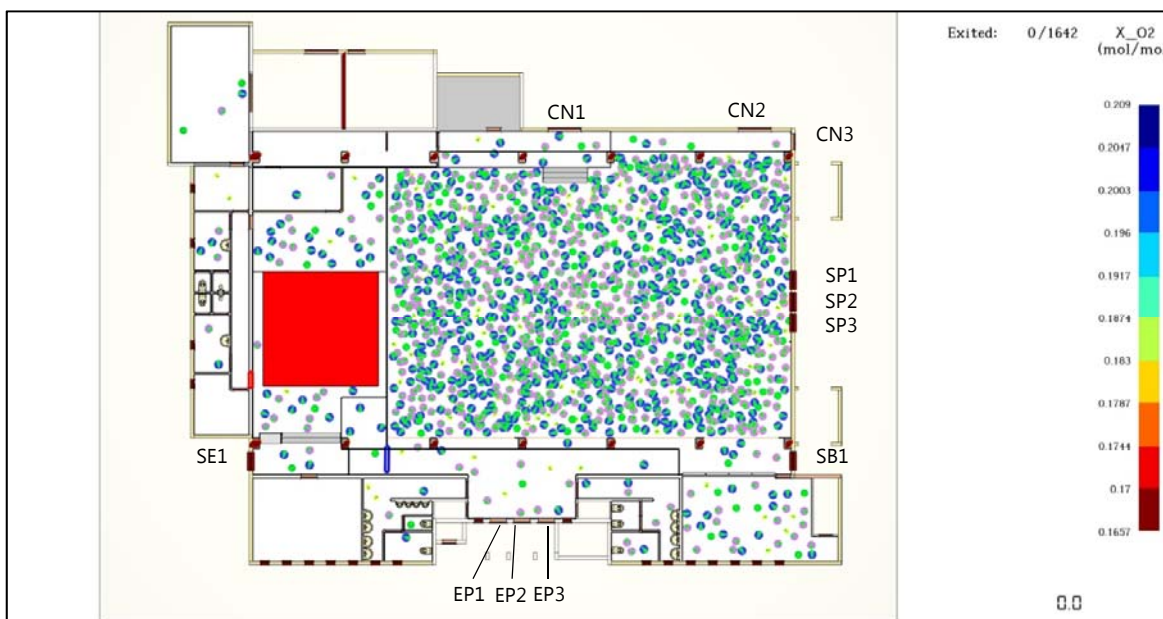 Exited: 0/1642 X_O2
(mol/mo
0.209
0.2047
0.2003
0.196
0.1917
0.1874
0.183
0.1787
0.1744
0.17
0.1657
CN1
CN2
CN3
SP1
SP2
SP3
SE1
SB1
EP1 EP2 EP3
0.0